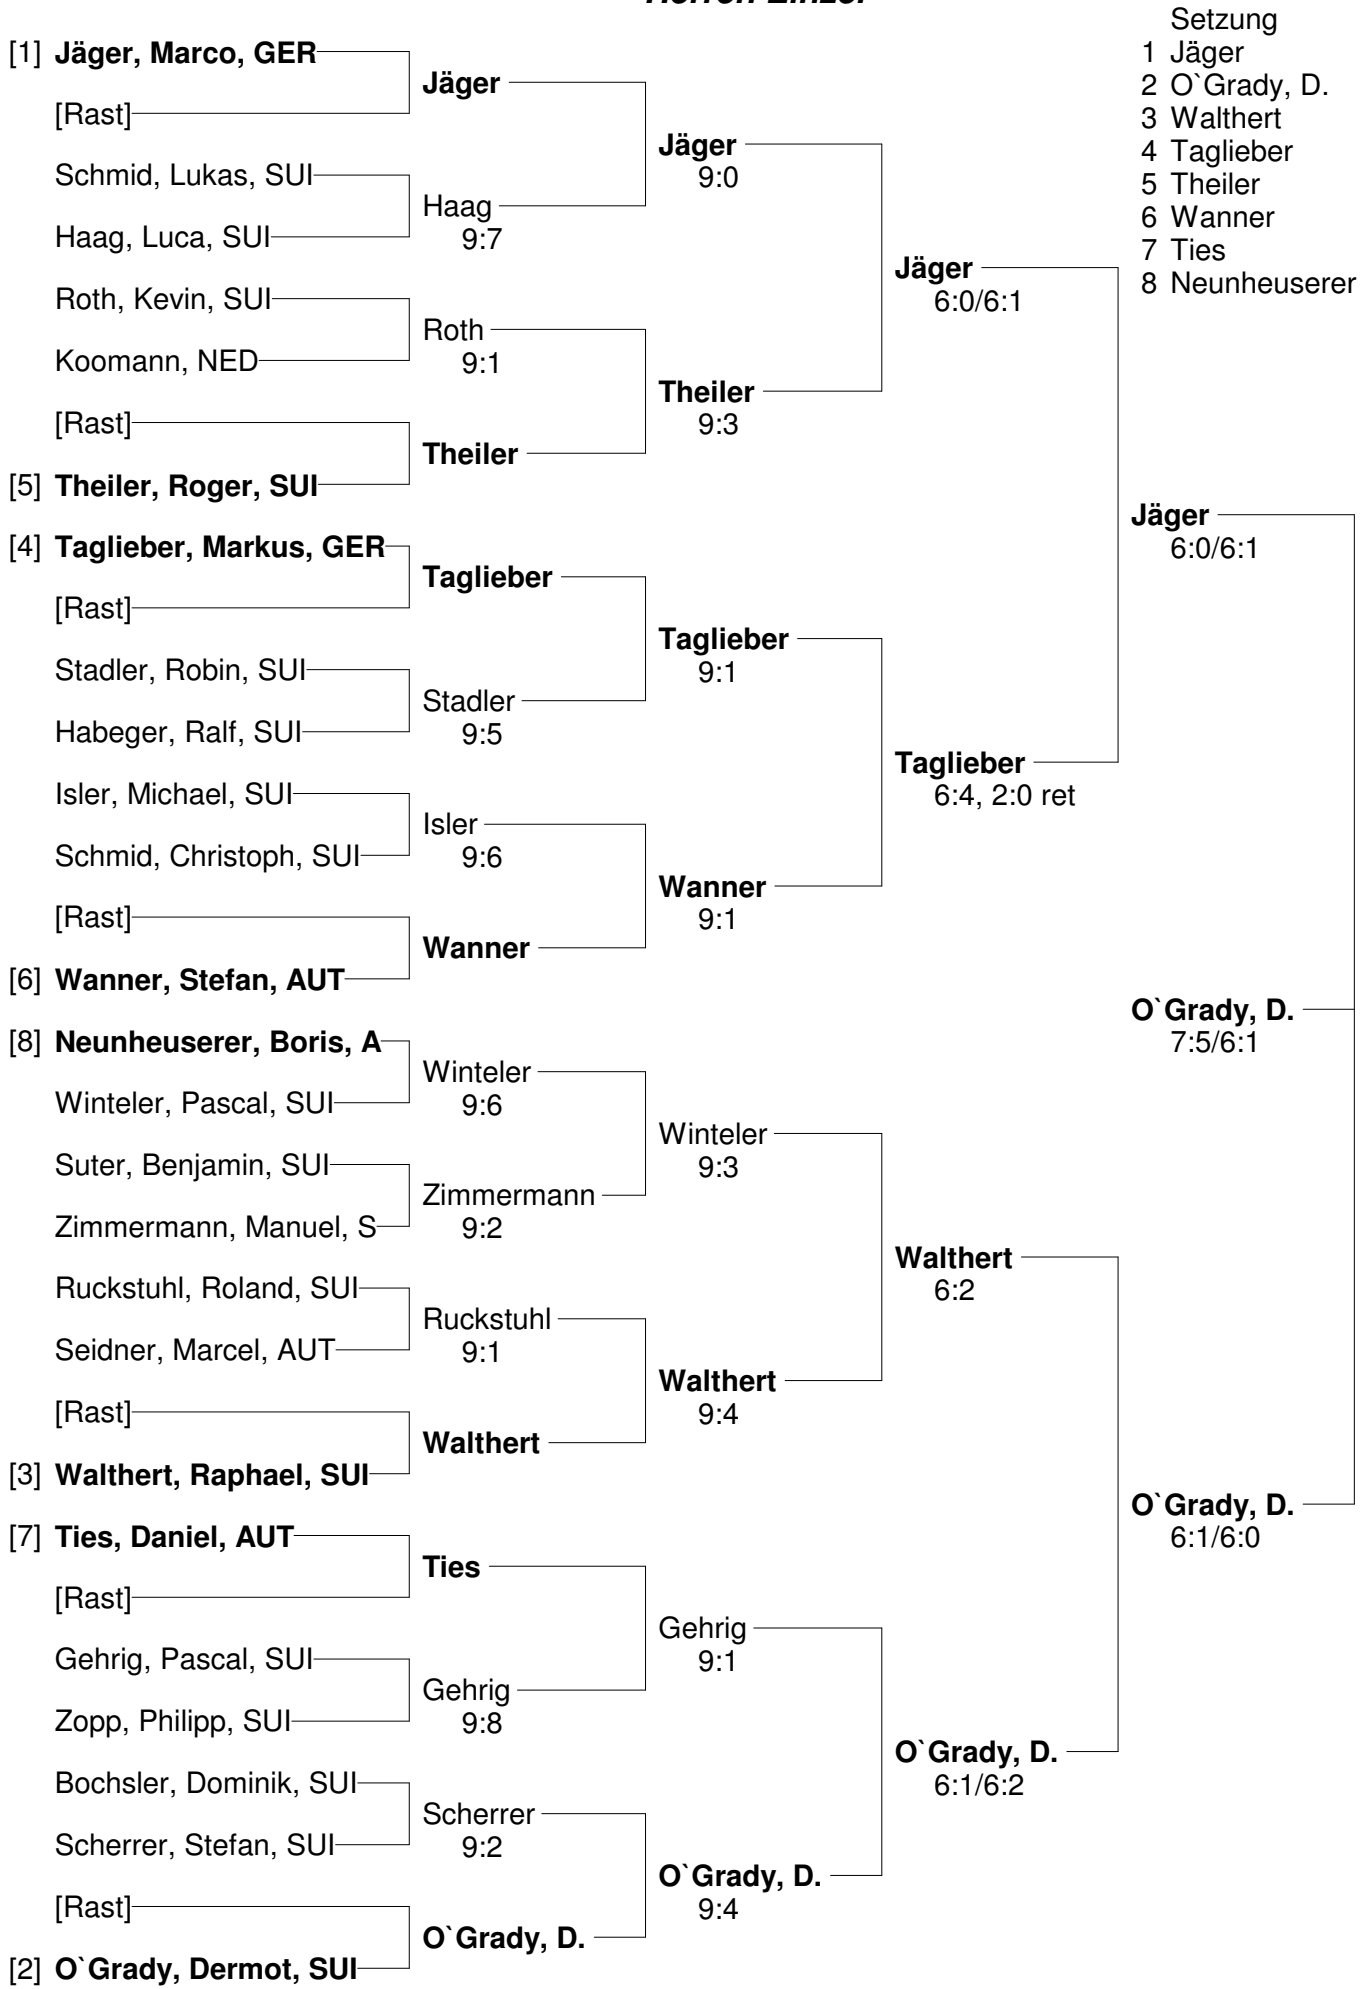 Herren Einzel
Setzung
1 Jäger
2 O`Grady, D.
3 Walthert
4 Taglieber
5 Theiler
6 Wanner
7 Ties
8 Neunheuserer
[1] Jäger, Marco, GER
[Rast]
Schmid, Lukas, SUI
Haag, Luca, SUI
Roth, Kevin, SUI
Koomann, NED
[Rast]
[5] Theiler, Roger, SUI
[4] Taglieber, Markus, GER
[Rast]
Stadler, Robin, SUI
Habeger, Ralf, SUI
Isler, Michael, SUI
Schmid, Christoph, SUI
[Rast]
[6] Wanner, Stefan, AUT
[8] Neunheuserer, Boris, A
Winteler, Pascal, SUI
Suter, Benjamin, SUI
Zimmermann, Manuel, S
Ruckstuhl, Roland, SUI
Seidner, Marcel, AUT
[Rast]
[3] Walthert, Raphael, SUI
[7] Ties, Daniel, AUT
[Rast]
Gehrig, Pascal, SUI
Zopp, Philipp, SUI
Bochsler, Dominik, SUI
Scherrer, Stefan, SUI
[Rast]
[2] O`Grady, Dermot, SUI
Jäger
Haag
9:7
Roth
9:1
Theiler
Taglieber
Stadler
9:5
Isler
9:6
Wanner
Winteler
9:6
Zimmermann
9:2
Ruckstuhl
9:1
Walthert
Ties
Gehrig
9:8
Scherrer
9:2
O`Grady, D.
Jäger
9:0
Theiler
9:3
Taglieber
9:1
Wanner
9:1
Winteler
9:3
Walthert
9:4
Gehrig
9:1
O`Grady, D.
9:4
Jäger
6:0/6:1
Taglieber
6:4, 2:0 ret
Walthert
6:2
O`Grady, D.
6:1/6:2
Jäger
6:0/6:1
O`Grady, D.
6:1/6:0
O`Grady, D.
7:5/6:1